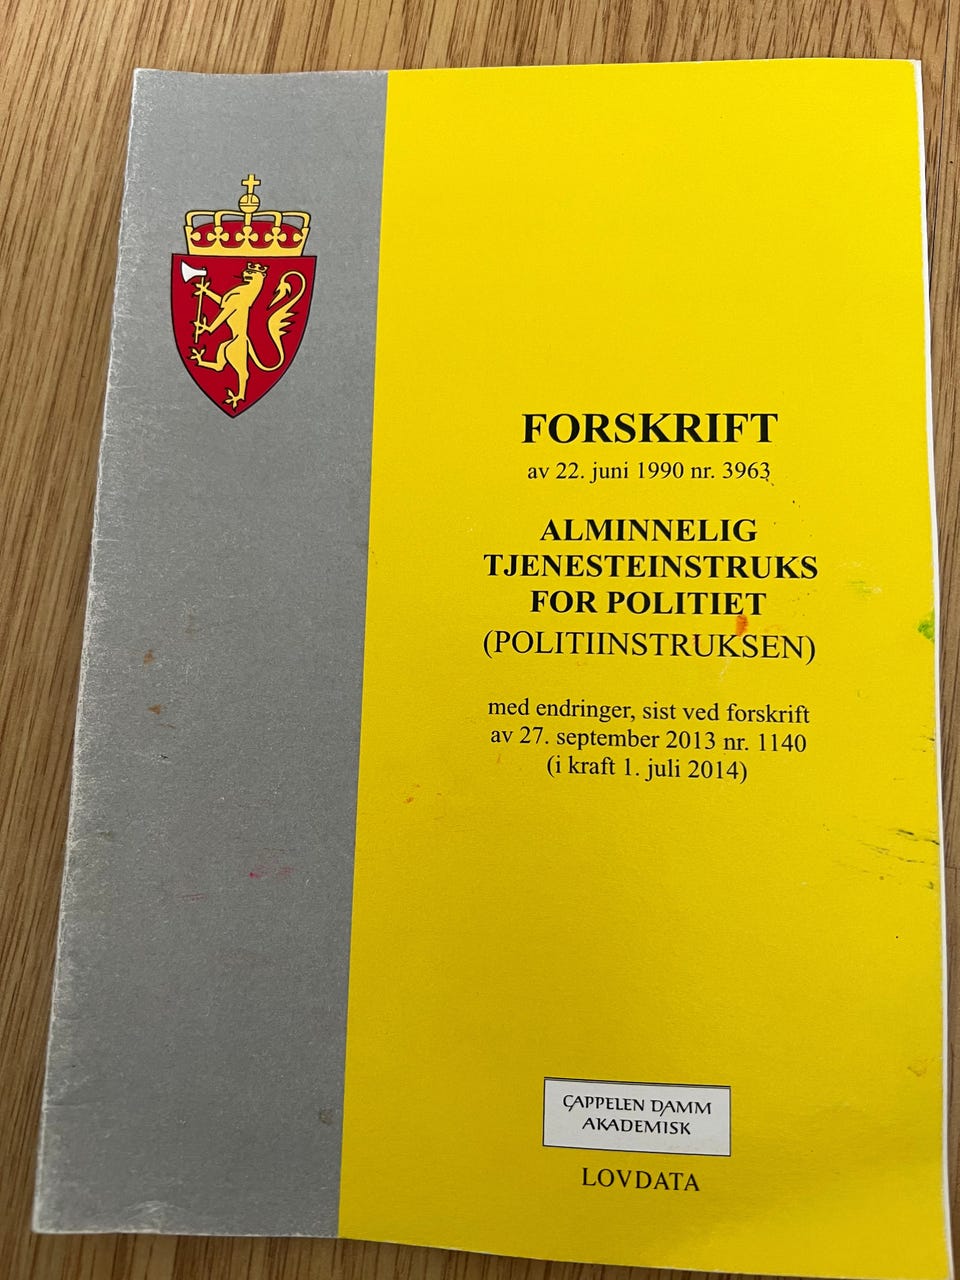 FORSKRIFT
av 22. juni 1990 nr. 3963
ALMINNELIG
TJENESTEINSTRUKS
FOR POLITIET
(POLITIINSTRUKSEN)
med endringer, sist ved forskrift
av 27. september 2013 nr. 1140
(i kraft 1. juli 2014)
CAPPELEN DAMM
AKADEMISK
LOVDATA